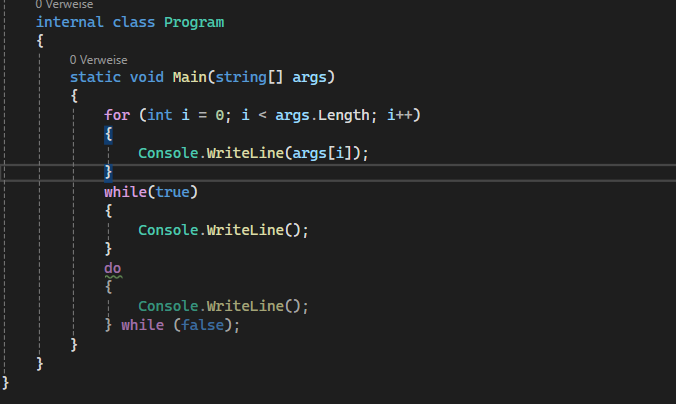 0 Verweise
internal class Program
{
0 Verweise
static void Main(string[] args)
{
for (int i = 0; i < args.Length; i++)
{
Console.WriteLine(args[i]);
}
while(true)
{
Console.WriteLine();
}
do
{
Console.WriteLine();
} while (false);
}
}
}